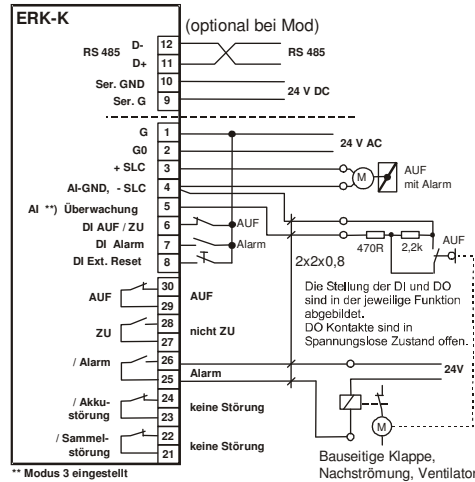 ERK-K
(optional bei Mod)
RS 485 D- 12 RS 485
D+ 11
Ser. GND 10 24 V DC
Ser. G 9
G 1
G0 2 24 V AC
+ SLC 3 M AUF
mit Alarm
AI-GND, - SLC 4
AI **) Überwachung 5
DI AUF / ZU 6 AUF AUF
DI Alarm 7 Alarm 470R 2,2k
DI Ext. Reset 8 2x2x0,8
Die Stellung der DI und DO
sind in der jeweilige Funktion
abgebildet.
DO Kontakte sind in
Spannungslose Zustand offen.
AUF 30 AUF
29
ZU 28 nicht ZU
27
/ Alarm 26 24V
25 Alarm
/ Akku-
störung 24 keine Störung
23
/ Sammel-
störung 22 keine Störung
21
M
** Modus 3 eingestellt
Bauseitige Klappe,
Nachströmung, Ventilator